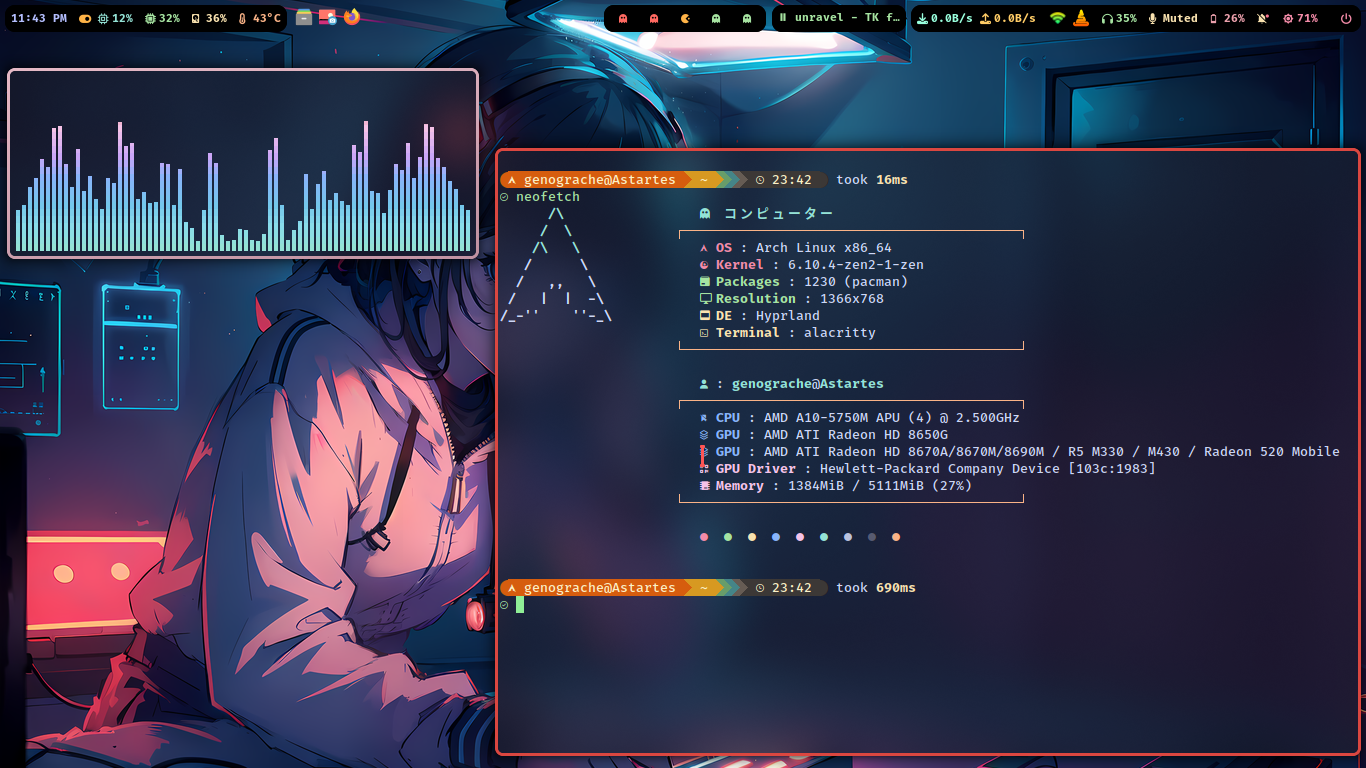 11:43 PM 12% 32% 36% 43°C
unravel - TK f…
0.0B/s 0.0B/s 35% Muted 26% 71%
genograche@Astartes ~ 23:42 took 16ms
neofetch
/\
/  \
/\   \
/      \
/   ,,   \
/   |  |  -\
/_-''    ''-_\
コンピューター
OS : Arch Linux x86_64
Kernel : 6.10.4-zen2-1-zen
Packages : 1230 (pacman)
Resolution : 1366x768
DE : Hyprland
Terminal : alacritty
: genograche@Astartes
CPU : AMD A10-5750M APU (4) @ 2.500GHz
GPU : AMD ATI Radeon HD 8650G
GPU : AMD ATI Radeon HD 8670A/8670M/8690M / R5 M330 / M430 / Radeon 520 Mobile
GPU Driver : Hewlett-Packard Company Device [103c:1983]
Memory : 1384MiB / 5111MiB (27%)
genograche@Astartes ~ 23:42 took 690ms